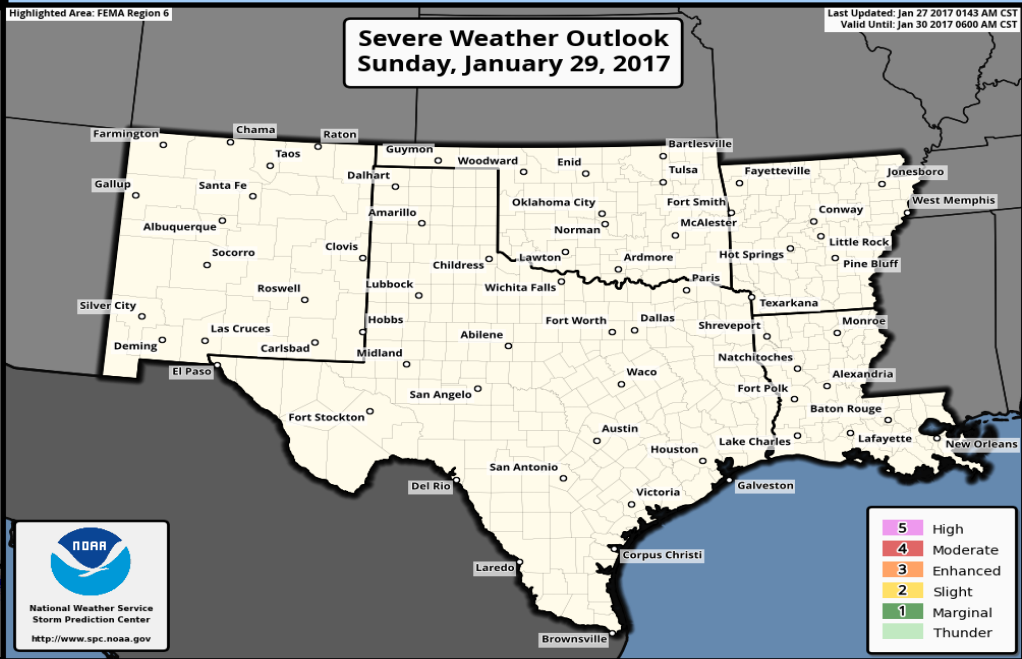 Highlighted Area: FEMA Region 6
Last Updated: Jan 27 2017 0143 AM CST
Valid Until: Jan 30 2017 0600 AM CST
Severe Weather Outlook
Sunday, January 29, 2017
Farmington
Chama
Raton
Taos
Guymon
Woodward
Enid
Bartlesville
Tulsa
Fayetteville
Jonesboro
Gallup
Santa Fe
Dalhart
Oklahoma City
Fort Smith
West Memphis
Albuquerque
Amarillo
Norman
McAlester
Conway
Little Rock
Socorro
Clovis
Childress
Lawton
Ardmore
Hot Springs
Pine Bluff
Roswell
Lubbock
Wichita Falls
Paris
Texarkana
Silver City
Las Cruces
Hobbs
Abilene
Fort Worth
Dallas
Shreveport
Monroe
Deming
Carlsbad
Midland
Natchitoches
El Paso
San Angelo
Waco
Fort Polk
Alexandria
Fort Stockton
Austin
Houston
Lake Charles
Baton Rouge
Lafayette
New Orleans
Del Rio
San Antonio
Victoria
Galveston
Laredo
Corpus Christi
Brownsville
NOAA
National Weather Service
Storm Prediction Center
http://www.spc.noaa.gov
5 High
4 Moderate
3 Enhanced
2 Slight
1 Marginal
Thunder